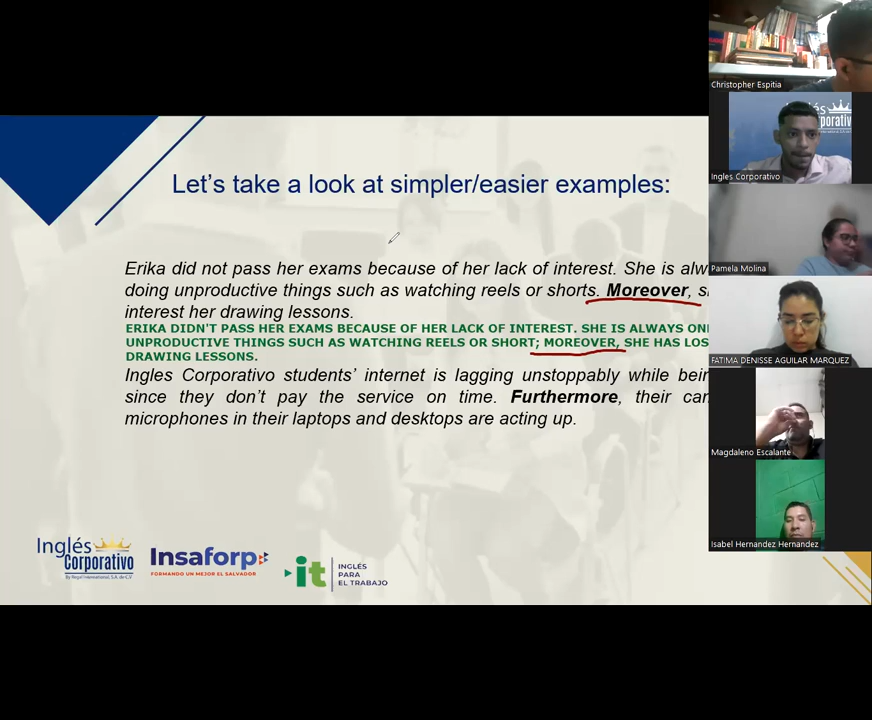 Let's take a look at simpler/easier examples:
Erika did not pass her exams because of her lack of interest. She is
doing unproductive things such as watching reels or shorts. Moreover,
interest her drawing lessons.
ERIKA DIDN'T PASS HER EXAMS BECAUSE OF HER LACK OF INTEREST. SHE IS ALWAYS
UNPRODUCTIVE THINGS SUCH AS WATCHING REELS OR SHORT; MOREOVER, SHE HAS
DRAWING LESSONS.
Ingles Corporativo students' internet is lagging unstoppably while
since they don't pay the service on time. Furthermore, their
microphones in their laptops and desktops are acting up.
Inglés
Corporativo
Insaforp
FORMANDO UN MEJOR EL SALVADOR
it
INGLÉS
PARA
EL TRABAJO
Christopher Espitia
Ingles Corporativo
Pamela Molina
FATIMA DENISSE AGUILAR MARQUEZ
Magdaleno Escalante
Isabel Hernandez Hernandez